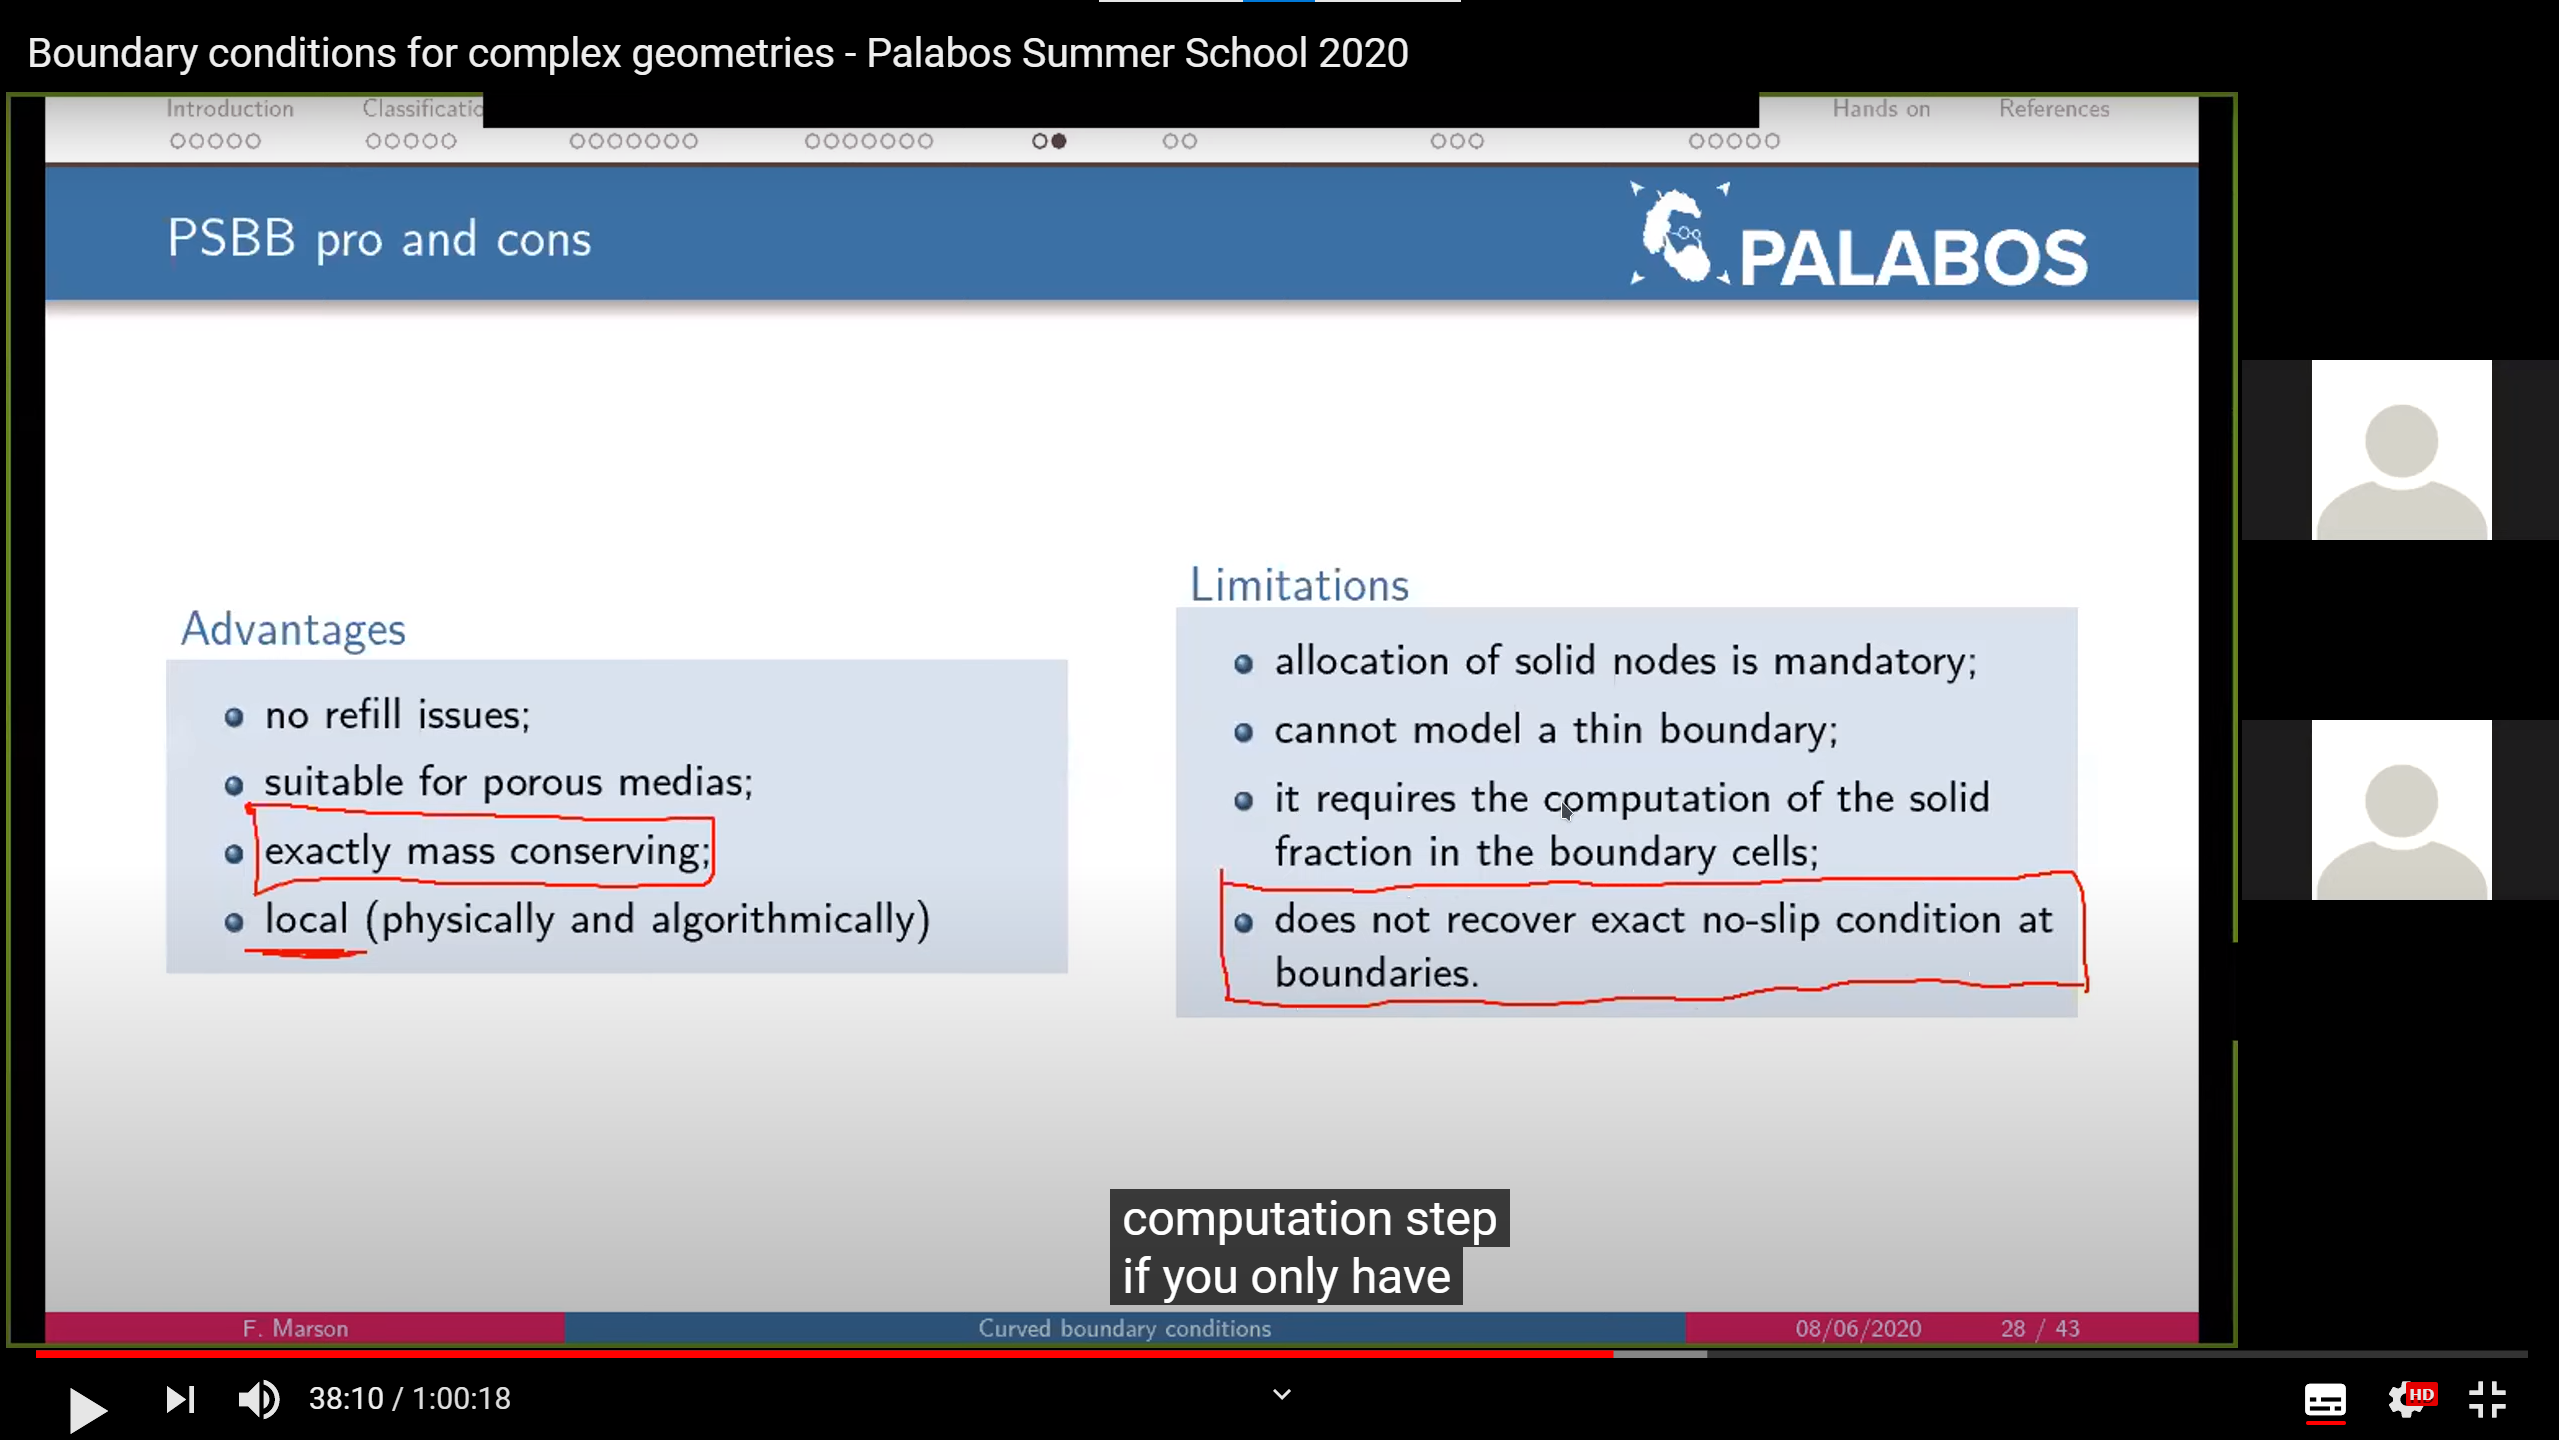 Boundary conditions for complex geometries - Palabos Summer School 2020
Introduction Classificatio Hands on References
PSBB pro and cons
PALABOS
Advantages
no refill issues;
suitable for porous medias;
exactly mass conserving;
local (physically and algorithmically)
Limitations
allocation of solid nodes is mandatory;
cannot model a thin boundary;
it requires the computation of the solid
fraction in the boundary cells;
does not recover exact no-slip condition at
boundaries.
computation step
if you only have
F. Marson Curved boundary conditions 08/06/2020 28 / 43
38:10 / 1:00:18
HD